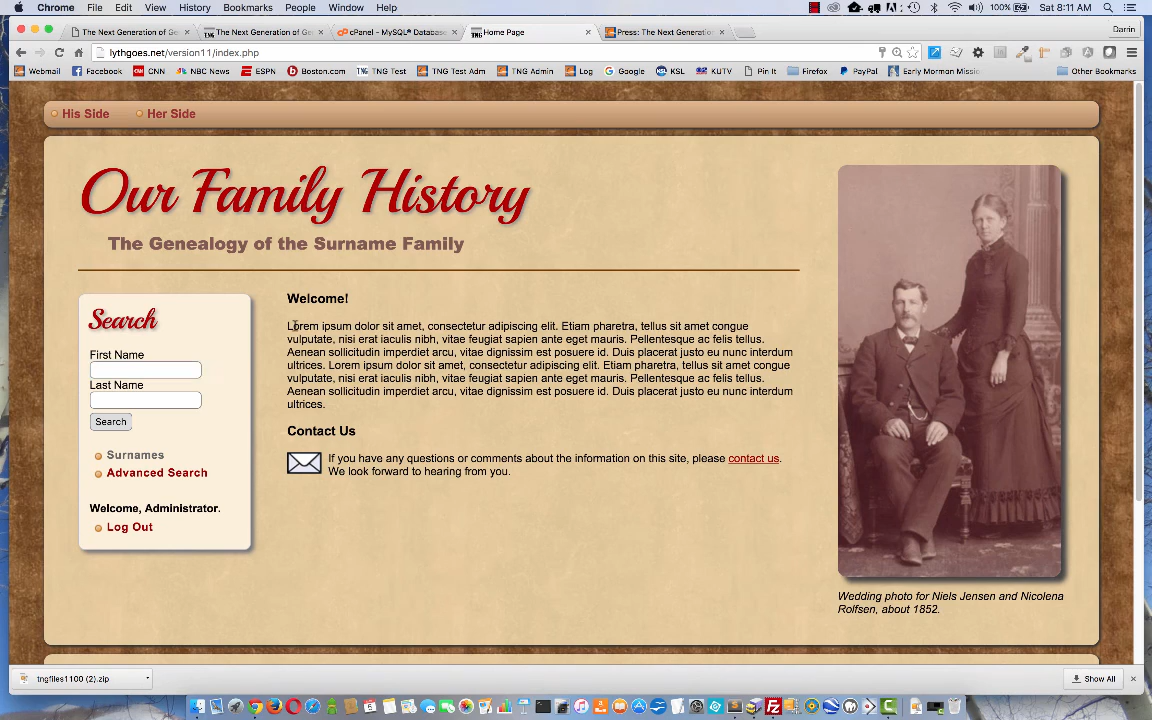 Chrome File Edit View History Bookmarks People Window Help 100% Sat 8:11 AM
The Next Generation of Ge The Next Generation of Ge cPanel - MySQL® Database Home Page Press: The Next Generation Darrin
lythgoes.net/version11/index.php
Webmail Facebook CNN NBC News ESPN Boston.com TNG Test TNG Test Adm TNG Admin Log Google KSL KUTV Pin It Firefox PayPal Early Mormon Missi Other Bookmarks
His Side Her Side
Our Family History
The Genealogy of the Surname Family
Search
First Name
Last Name
Search
Surnames
Advanced Search
Welcome, Administrator.
Log Out
Welcome!
Lorem ipsum dolor sit amet, consectetur adipiscing elit. Etiam pharetra, tellus sit amet congue
vulputate, nisi erat iaculis nibh, vitae feugiat sapien ante eget mauris. Pellentesque ac felis tellus.
Aenean sollicitudin imperdiet arcu, vitae dignissim est posuere id. Duis placerat justo eu nunc interdum
ultrices. Lorem ipsum dolor sit amet, consectetur adipiscing elit. Etiam pharetra, tellus sit amet congue
vulputate, nisi erat iaculis nibh, vitae feugiat sapien ante eget mauris. Pellentesque ac felis tellus.
Aenean sollicitudin imperdiet arcu, vitae dignissim est posuere id. Duis placerat justo eu nunc interdum
ultrices.
Contact Us
If you have any questions or comments about the information on this site, please contact us.
We look forward to hearing from you.
Wedding photo for Niels Jensen and Nicolena
Rolfsen, about 1852.
tngfiles1100 (2).zip Show All